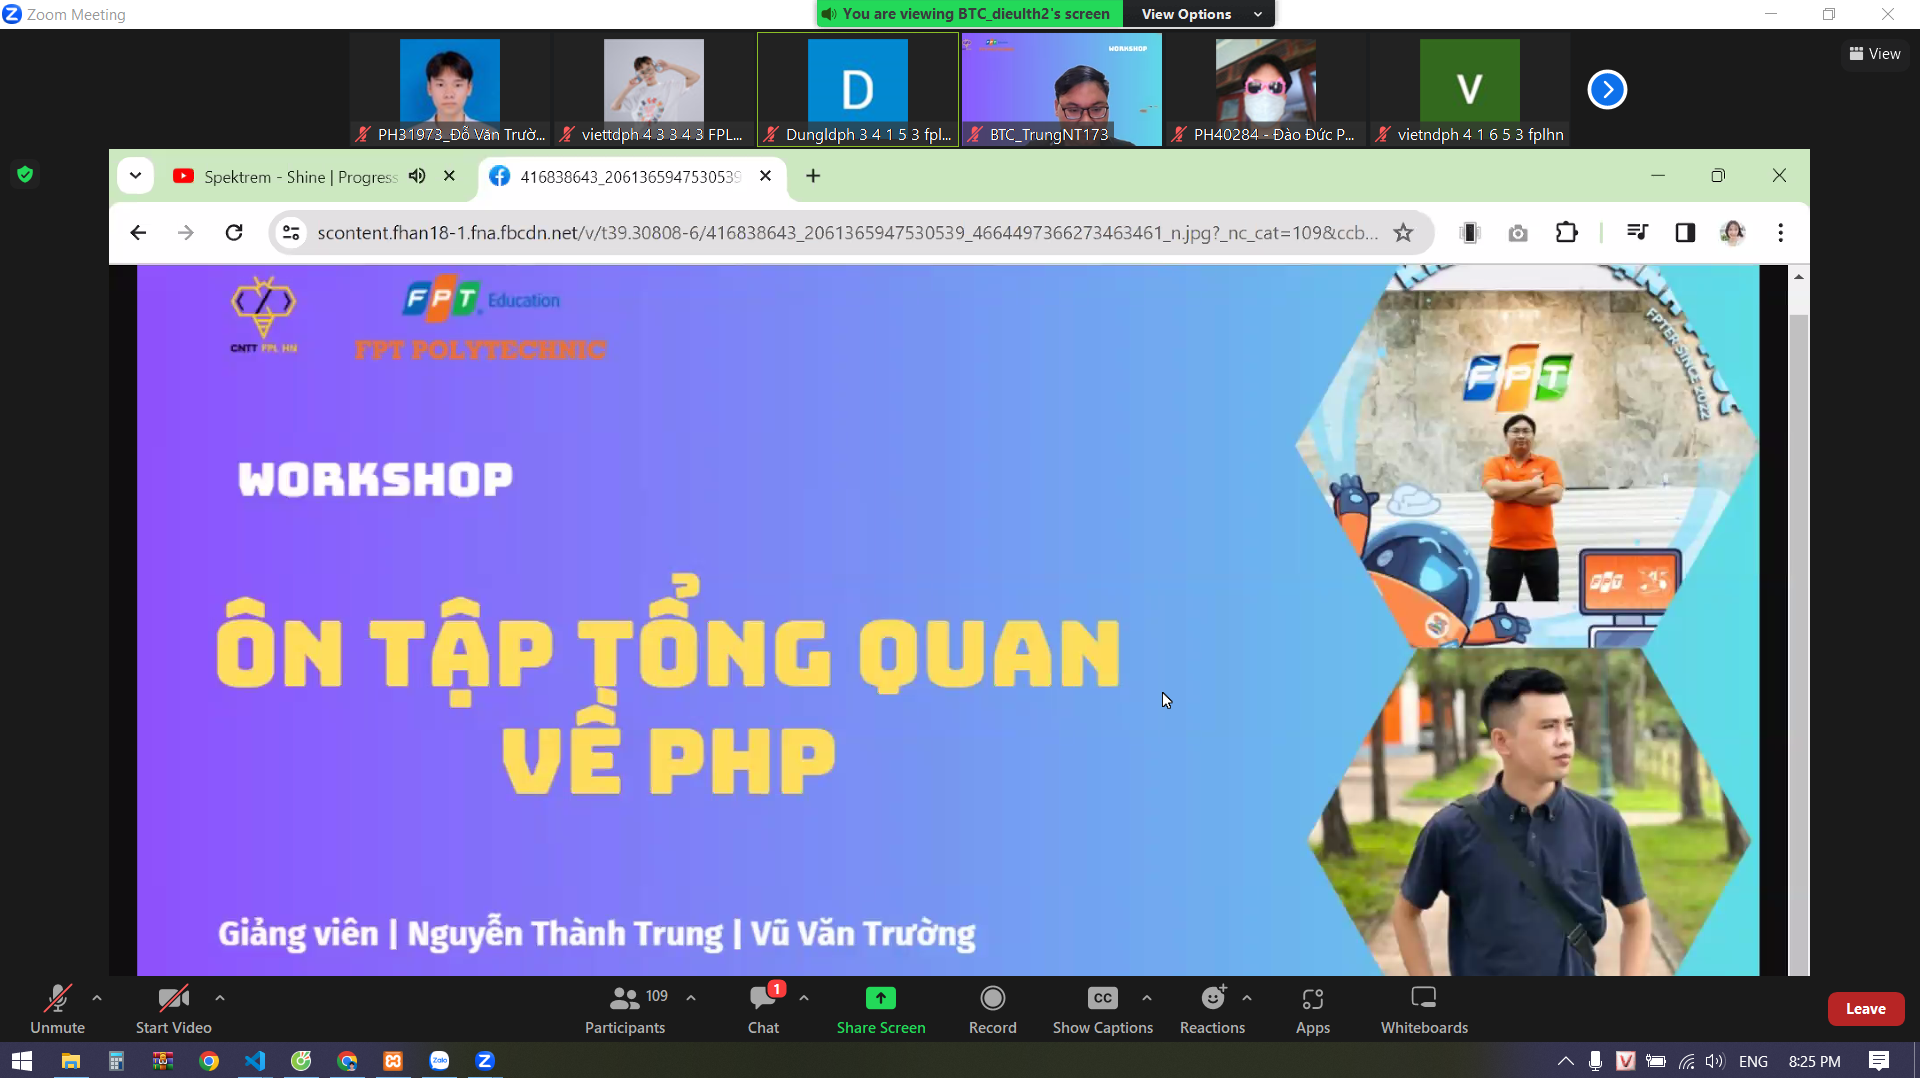 Zoom Meeting
You are viewing BTC_dieulth2's screen
View Options
View
D
WORKSHOP
V
PH31973_Đỗ Văn Trườ...
viettdph 4 3 3 4 3 FPL...
Dungldph 3 4 1 5 3 fpl...
BTC_TrungNT173
PH40284 - Đào Đức P...
vietndph 4 1 6 5 3 fplhn
Spektrem - Shine | Progress
416838643_2061365947530539
scontent.fhan18-1.fna.fbcdn.net/v/t39.30808-6/416838643_2061365947530539_4664497366273463461_n.jpg?_nc_cat=109&ccb...
CNTT FPL HN
FPT Education
FPT POLYTECHNIC
FPTER SINCE 2022
FPT
WORKSHOP
ÔN TẬP TỔNG QUAN
VỀ PHP
FPT 35
Giảng viên | Nguyễn Thành Trung | Vũ Văn Trường
Unmute
Start Video
109
Participants
1
Chat
Share Screen
Record
CC
Show Captions
Reactions
Apps
Whiteboards
Leave
Zalo
Z
V
ENG
8:25 PM